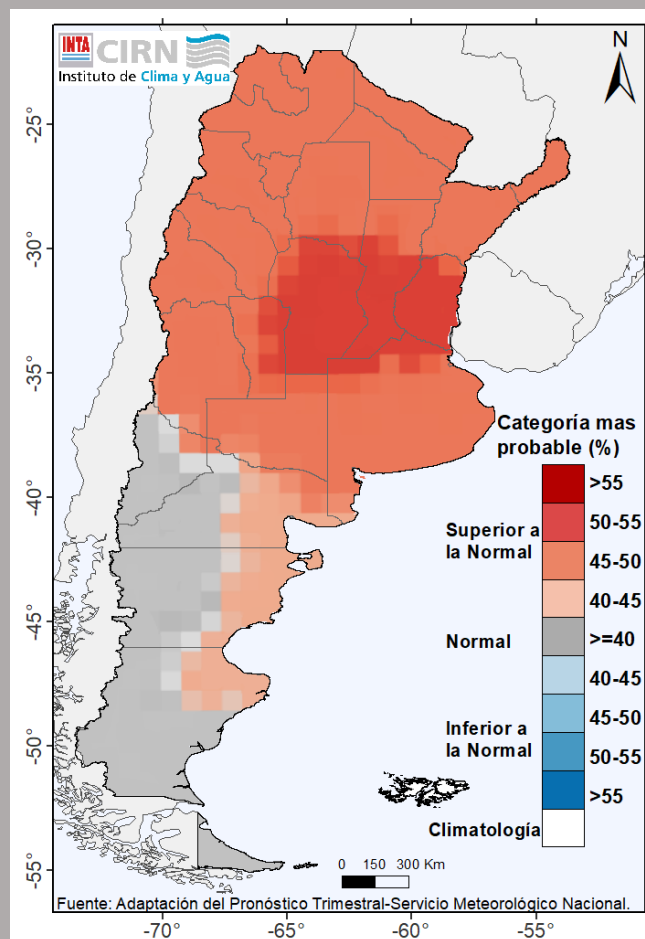 INTA CIRN
Instituto de Clima y Agua
N
-25°
-30°
-35°
-40°
-45°
-50°
-55°
Categoría mas
probable (%)
>55
50-55
Superior a
la Normal
45-50
40-45
Normal
>=40
40-45
45-50
Inferior a
la Normal
50-55
>55
Climatología
0 150 300 Km
Fuente: Adaptación del Pronóstico Trimestral-Servicio Meteorológico Nacional.
-70° -65° -60° -55°